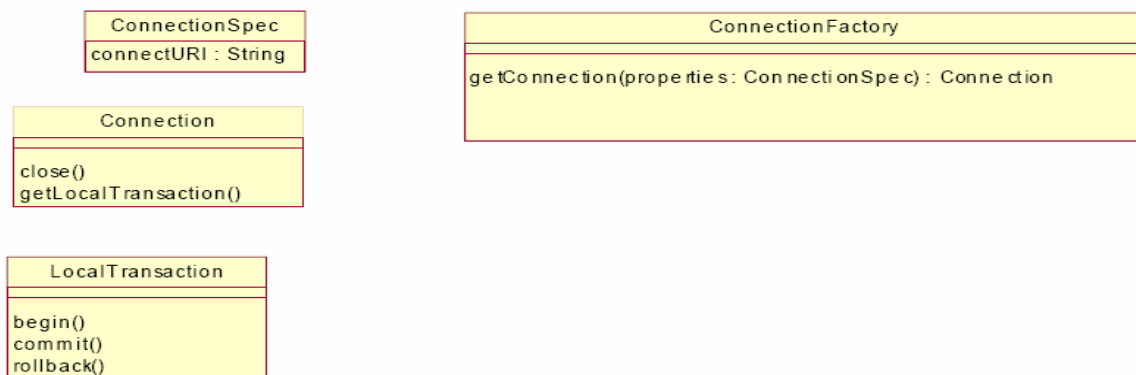 ConnectionSpec
connectURI : String
ConnectionFactory
getConnection(properties: ConnectionSpec) : Connection
Connection
close()
getLocalTransaction()
LocalTransaction
begin()
commit()
rollback()